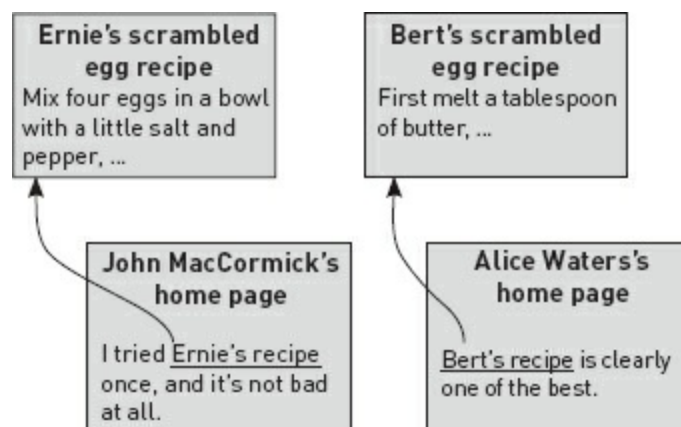 Ernie's scrambled
egg recipe
Mix four eggs in a bowl
with a little salt and
pepper, ...
Bert's scrambled
egg recipe
First melt a tablespoon
of butter, ...
John MacCormick's
home page
I tried Ernie's recipe
once, and it's not bad
at all.
Alice Waters's
home page
Bert's recipe is clearly
one of the best.